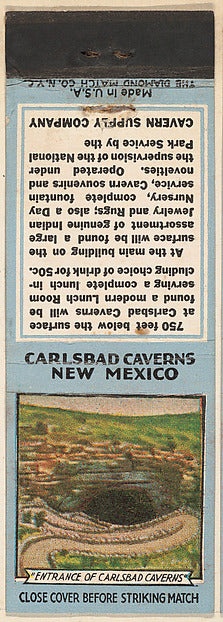 CARLSBAD CAVERNS
NEW MEXICO
"ENTRANCE OF CARLSBAD CAVERNS"
CLOSE COVER BEFORE STRIKING MATCH
750 feet below the surface
at Carlsbad Caverns will be
found a modern Lunch Room
serving a complete lunch in-
cluding choice of drink for 50c.
At the main building on the
surface will be found a large
assortment of genuine Indian
Jewelry and Rugs; also a Day
Nursery, complete fountain
service, Cavern souvenirs and
novelties. Operated under
the supervision of the National
Park Service by the
CAVERN SUPPLY COMPANY
Made in U.S.A.
THE DIAMOND MATCH CO. N.Y.C.